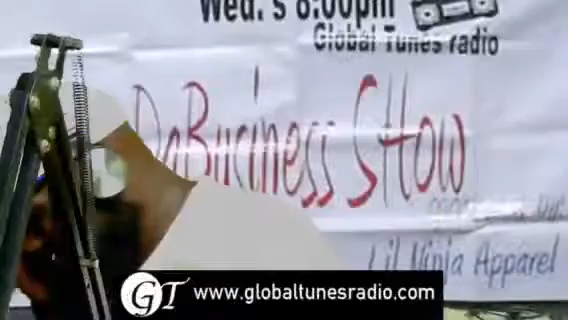 Wed.'s 8:00pm
Global Tunes radio
DaBusiness SHow
Lil Ninja Apparel
GT www.globaltunesradio.com